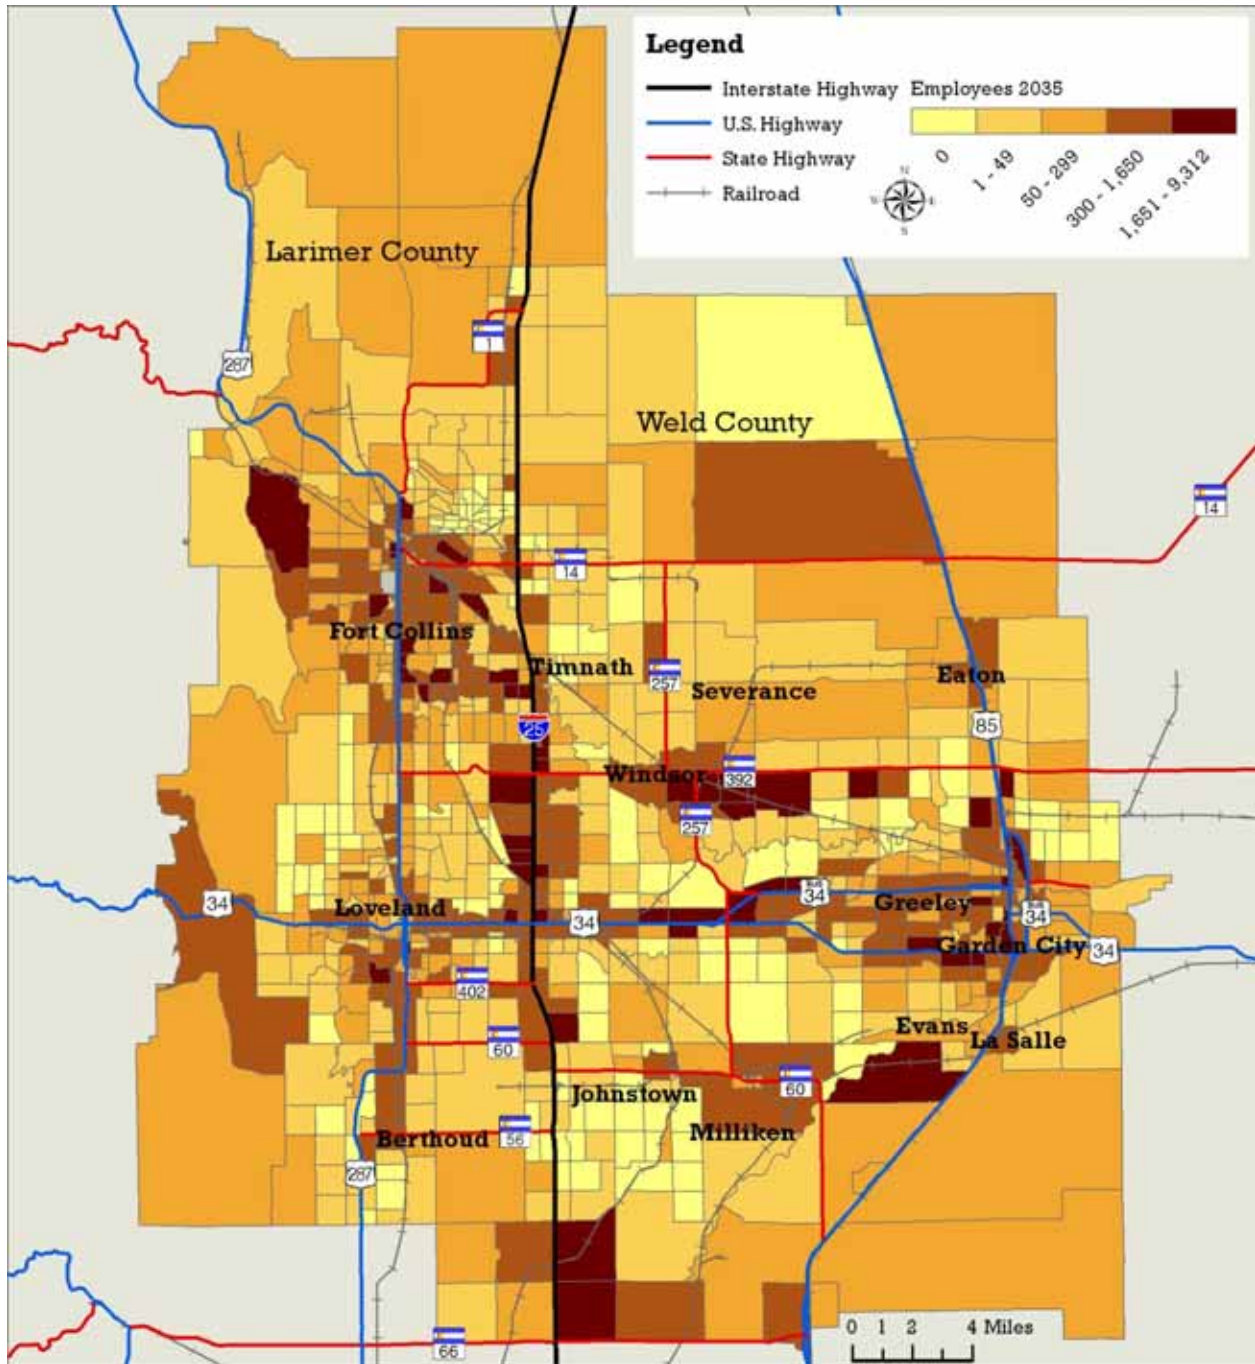 Legend
Interstate Highway
U.S. Highway
State Highway
Railroad
Employees 2035
0
1 - 49
50 - 299
300 - 1,650
1,651 - 9,312
N
W
E
S
Larimer County
1
287
Weld County
14
14
Fort Collins
Timnath
257
Severance
Eaton
85
25
Windsor
392
257
34
Loveland
34
BUS
34
Greeley
BUS
34
Garden City
34
402
60
Evans
La Salle
Johnstown
60
Milliken
Berthoud
56
287
66
0 1 2 4 Miles